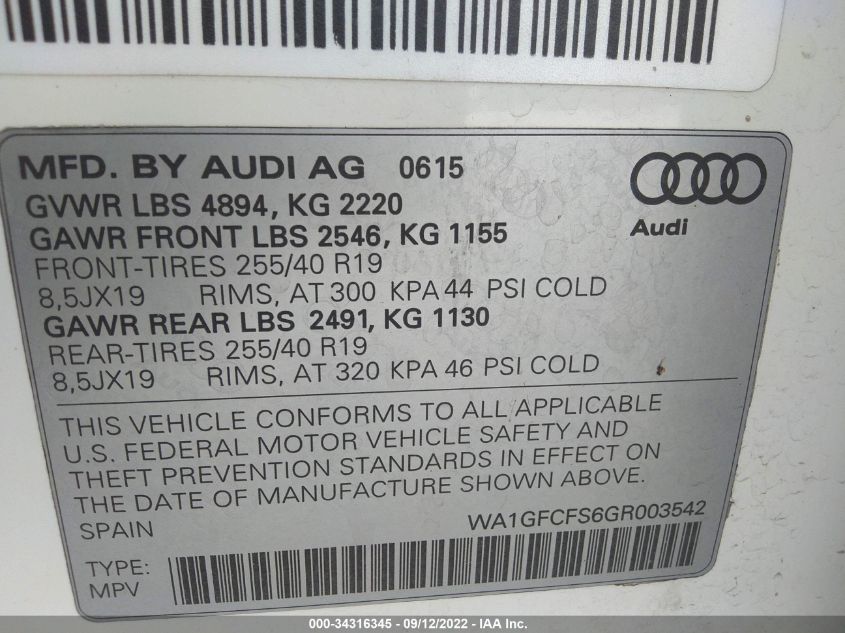 MFD. BY AUDI AG 0615
Audi
GVWR LBS 4894, KG 2220
GAWR FRONT LBS 2546, KG 1155
FRONT-TIRES 255/40 R19
8,5JX19 RIMS, AT 300 KPA 44 PSI COLD
GAWR REAR LBS 2491, KG 1130
REAR-TIRES 255/40 R19
8,5JX19 RIMS, AT 320 KPA 46 PSI COLD
THIS VEHICLE CONFORMS TO ALL APPLICABLE
U.S. FEDERAL MOTOR VEHICLE SAFETY AND
THEFT PREVENTION STANDARDS IN EFFECT ON
THE DATE OF MANUFACTURE SHOWN ABOVE.
SPAIN WA1GFCFS6GR003542
TYPE:
MPV
000-34316345 - 09/12/2022 - IAA Inc.